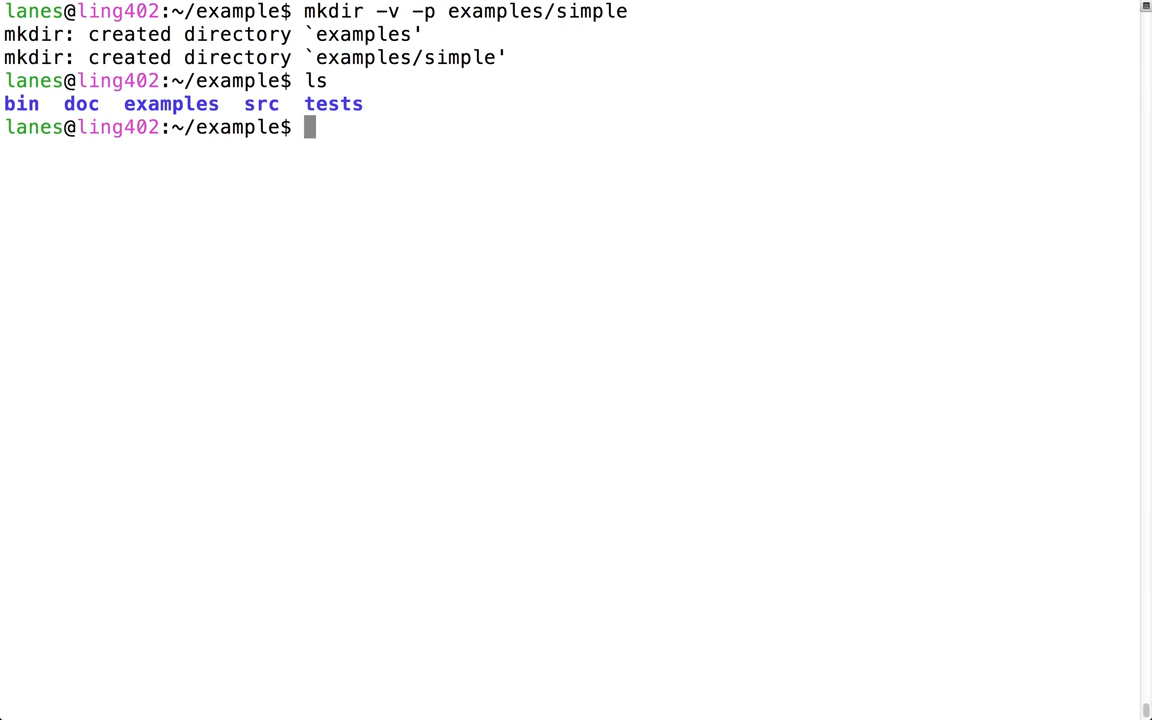 lanes@ling402:~/example$ mkdir -v -p examples/simple
mkdir: created directory `examples'
mkdir: created directory `examples/simple'
lanes@ling402:~/example$ ls
bin  doc  examples  src  tests
lanes@ling402:~/example$